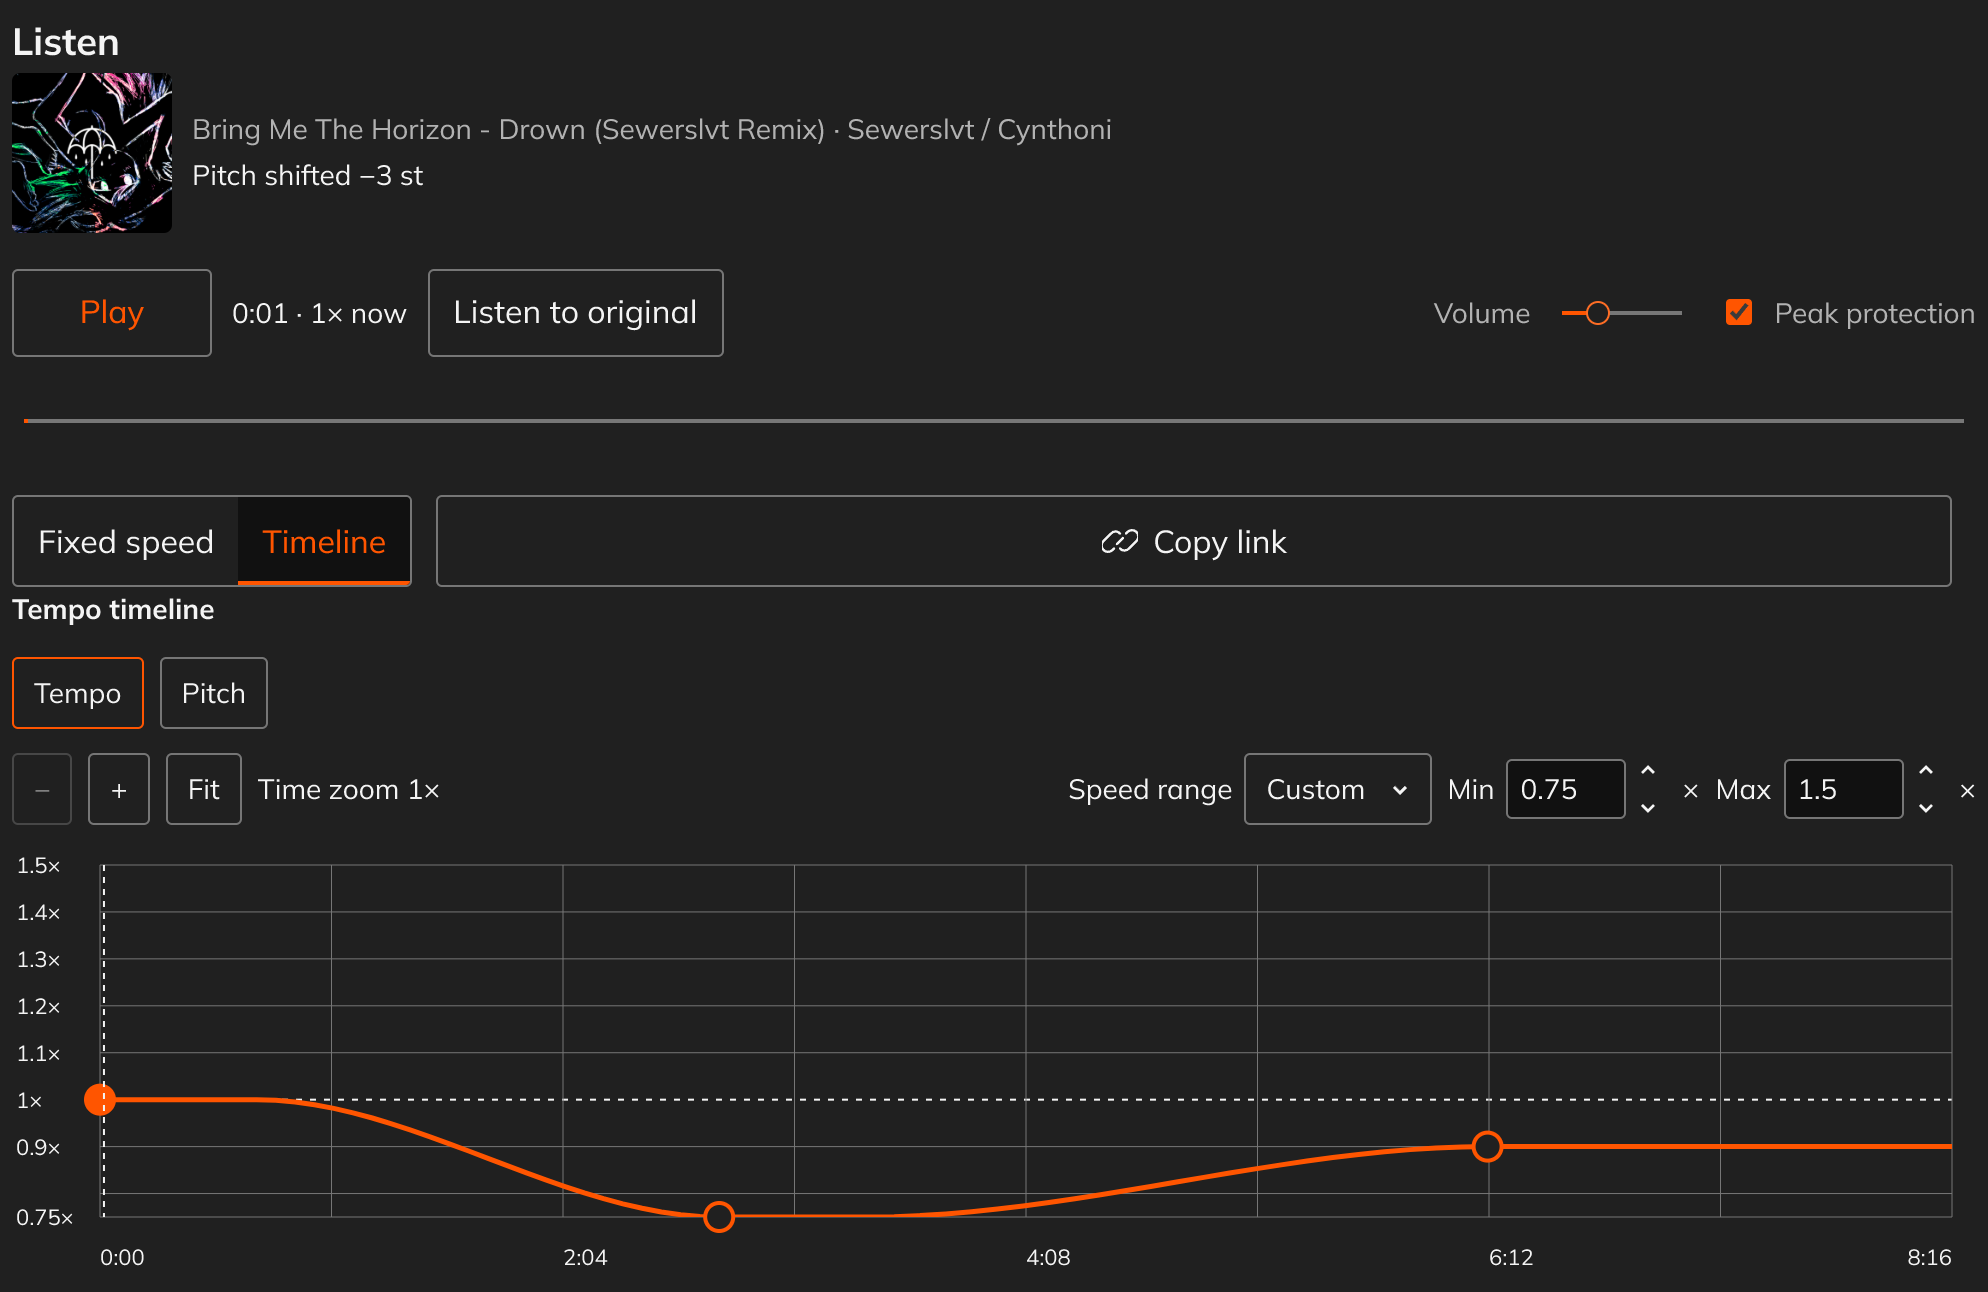 Listen
Bring Me The Horizon - Drown (Sewerslvt Remix) · Sewerslvt / Cynthoni
Pitch shifted −3 st
Play
0:01 · 1× now
Listen to original
Volume
Peak protection
Fixed speed
Timeline
Copy link
Tempo timeline
Tempo
Pitch
−
+
Fit
Time zoom 1×
Speed range
Custom
Min
0.75
×
Max
1.5
×
1.5×
1.4×
1.3×
1.2×
1.1×
1×
0.9×
0.75×
0:00
2:04
4:08
6:12
8:16